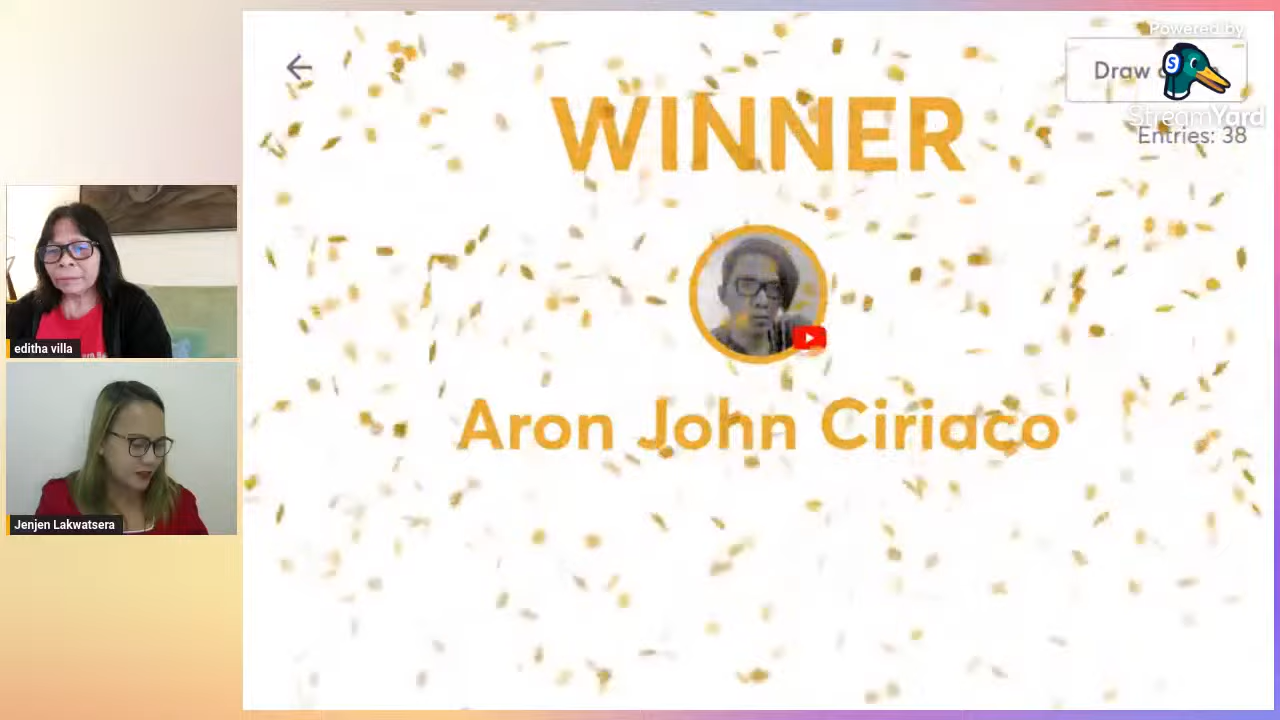 Powered by
Draw
StreamYard
WINNER
Entries: 38
Aron John Ciriaco
editha villa
Jenjen Lakwatsera